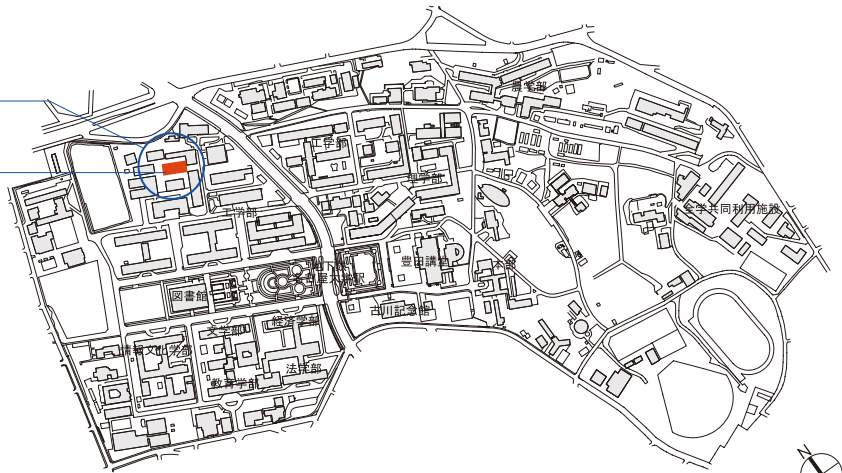 農学部
工学部
理学部
全学共同利用施設
工学部
豊田講堂
本部
地下鉄
名古屋大学駅
図書館
古川記念館
経済学部
文学部
情報文化学部
法学部
教育学部
N